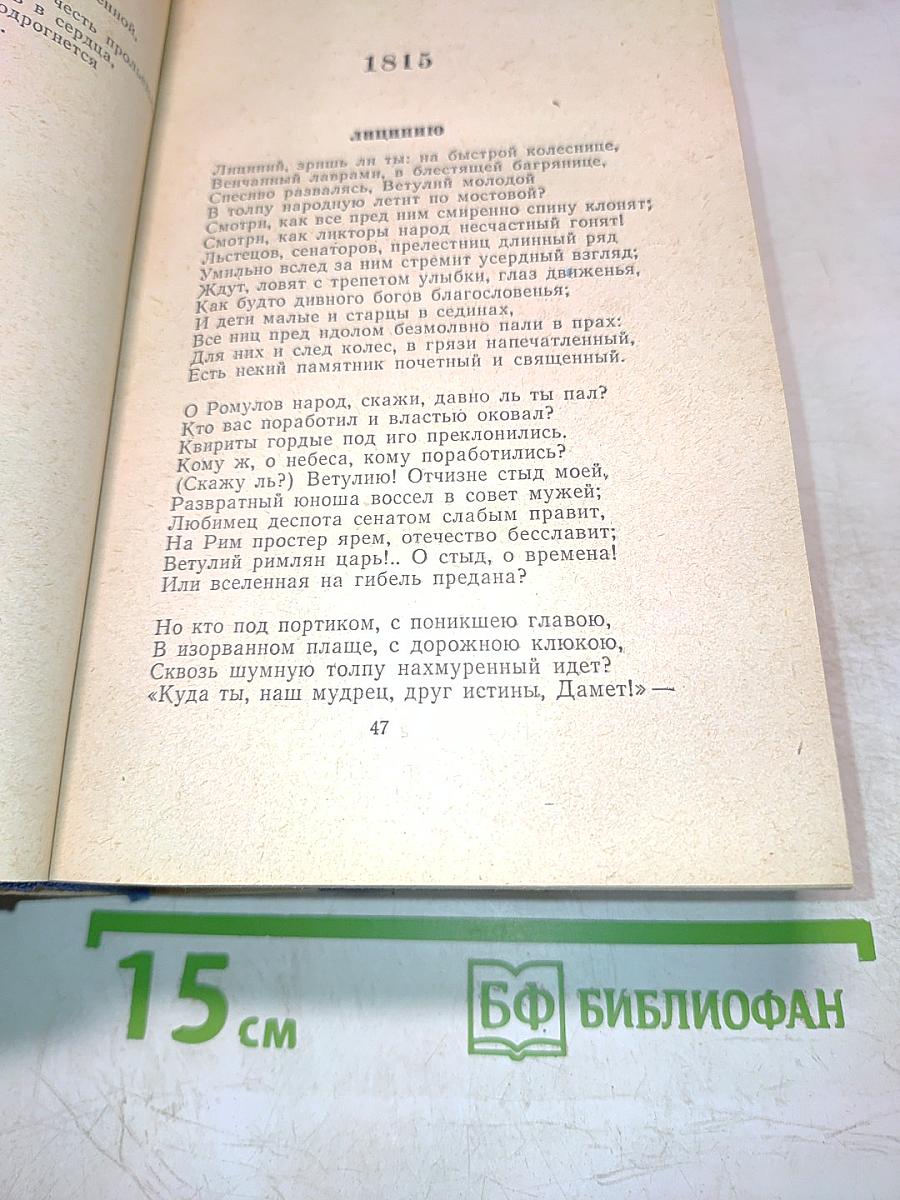 енной,
честь проль
в сердца,
одрогнется
1815
ЛИЦИНИЮ
Лициний, зришь ли ты: на быстрой колеснице,
Венчанный лаврами, в блестящей багрянице,
Спесиво развалясь, Ветулий молодой
В толпу народную летит по мостовой?
Смотри, как все пред ним смиренно спину клонят;
Смотри, как ликторы народ несчастный гонят!
Льстецов, сенаторов, прелестниц длинный ряд
Умильно вслед за ним стремит усердный взгляд;
Ждут, ловят с трепетом улыбки, глаз движенья,
Как будто дивного богов благословенья;
И дети малые и старцы в сединах,
Все ниц пред идолом безмолвно пали в прах:
Для них и след колес, в грязи напечатленный,
Есть некий памятник почетный и священный.
О Ромулов народ, скажи, давно ль ты пал?
Кто вас поработил и властью оковал?
Квириты гордые под иго преклонились.
Кому ж, о небеса, кому поработились?
(Скажу ль?) Ветулию! Отчизне стыд моей,
Развратный юноша воссел в совет мужей;
Любимец деспота сенатом слабым правит,
На Рим простер ярем, отечество бесславит;
Ветулий римлян царь!.. О стыд, о времена!
Или вселенная на гибель предана?
Но кто под портиком, с поникшею главою,
В изорванном плаще, с дорожною клюкою,
Сквозь шумную толпу нахмуренный идет?
«Куда ты, наш мудрец, друг истины, Дамет!» —
47
15 см
БФ БИБЛИОФАН